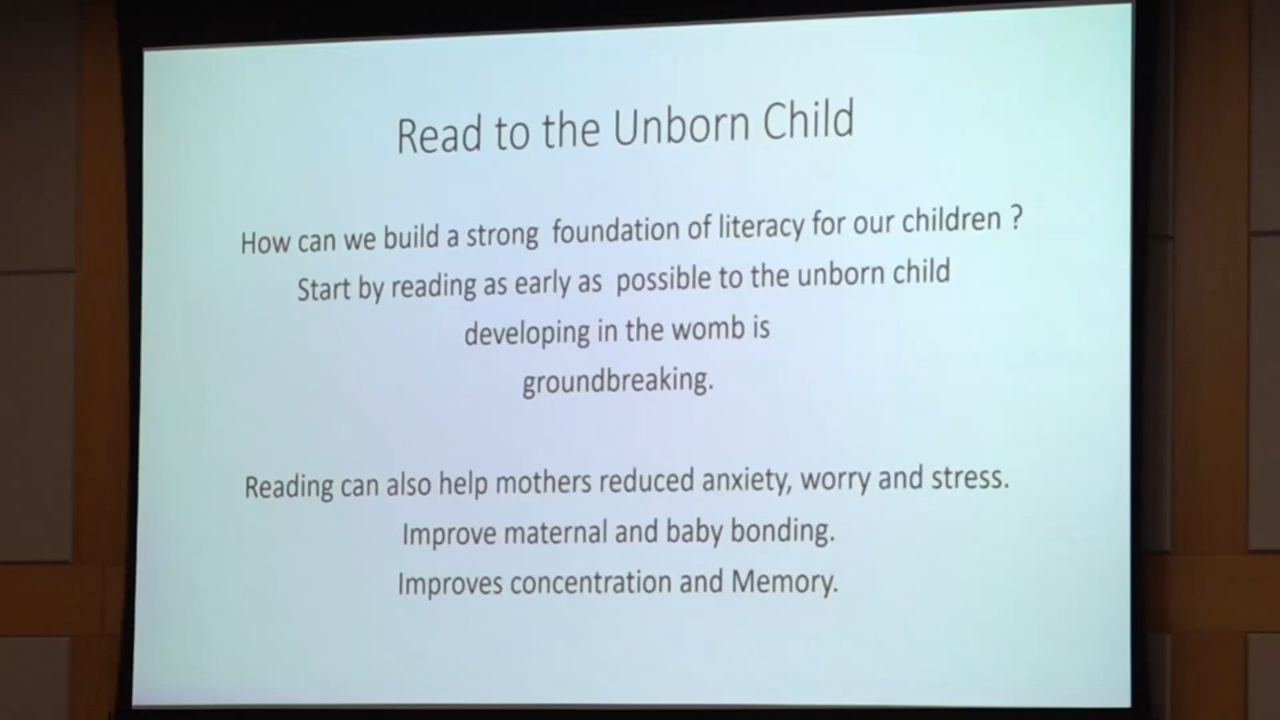 Read to the Unborn Child
How can we build a strong foundation of literacy for our children ?
Start by reading as early as possible to the unborn child
developing in the womb is
groundbreaking.
Reading can also help mothers reduced anxiety, worry and stress.
Improve maternal and baby bonding.
Improves concentration and Memory.